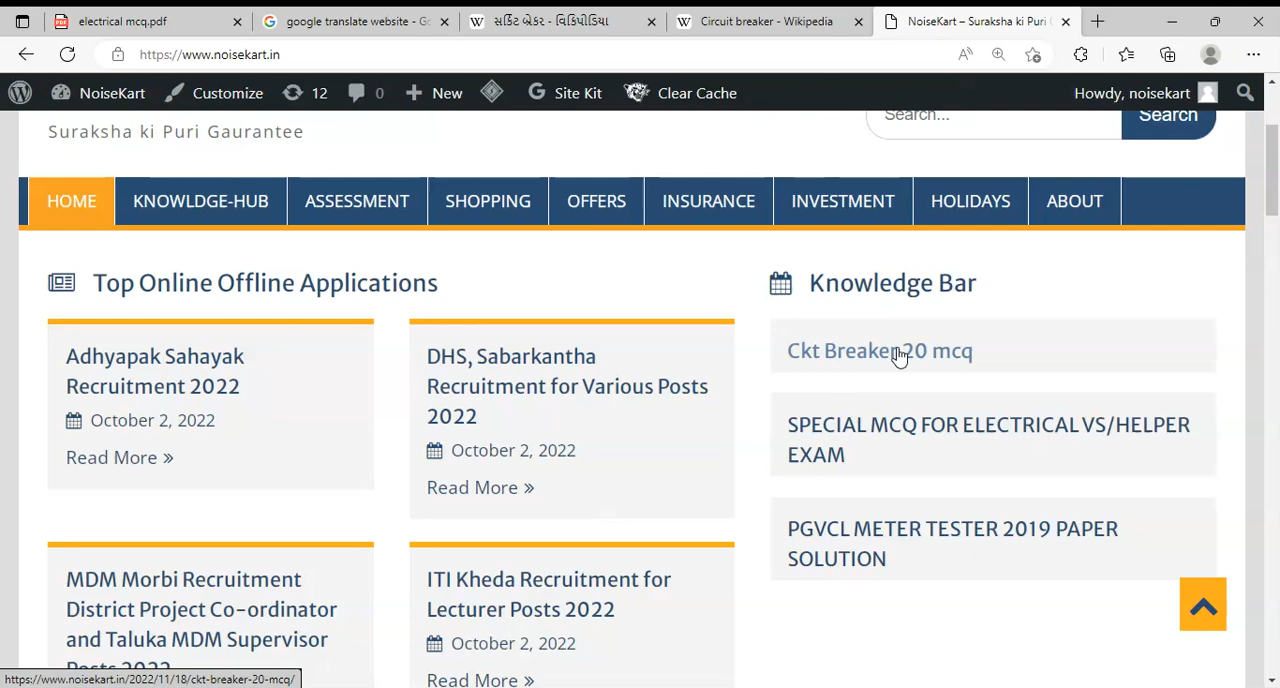 electrical mcq.pdf
google translate website - Go
સર્કિટ બ્રેકર - વિકિપીડિયા
Circuit breaker - Wikipedia
NoiseKart – Suraksha ki Puri G
https://www.noisekart.in
NoiseKart
Customize
12
0
New
Site Kit
Clear Cache
Howdy, noisekart
Suraksha ki Puri Gaurantee
Search...
Search
HOME
KNOWLDGE-HUB
ASSESSMENT
SHOPPING
OFFERS
INSURANCE
INVESTMENT
HOLIDAYS
ABOUT
Top Online Offline Applications
Adhyapak Sahayak
Recruitment 2022
October 2, 2022
Read More »
DHS, Sabarkantha
Recruitment for Various Posts
2022
October 2, 2022
Read More »
MDM Morbi Recruitment
District Project Co-ordinator
and Taluka MDM Supervisor
Posts 2022
ITI Kheda Recruitment for
Lecturer Posts 2022
October 2, 2022
Read More »
Knowledge Bar
Ckt Breaker 20 mcq
SPECIAL MCQ FOR ELECTRICAL VS/HELPER
EXAM
PGVCL METER TESTER 2019 PAPER
SOLUTION
https://www.noisekart.in/2022/11/18/ckt-breaker-20-mcq/